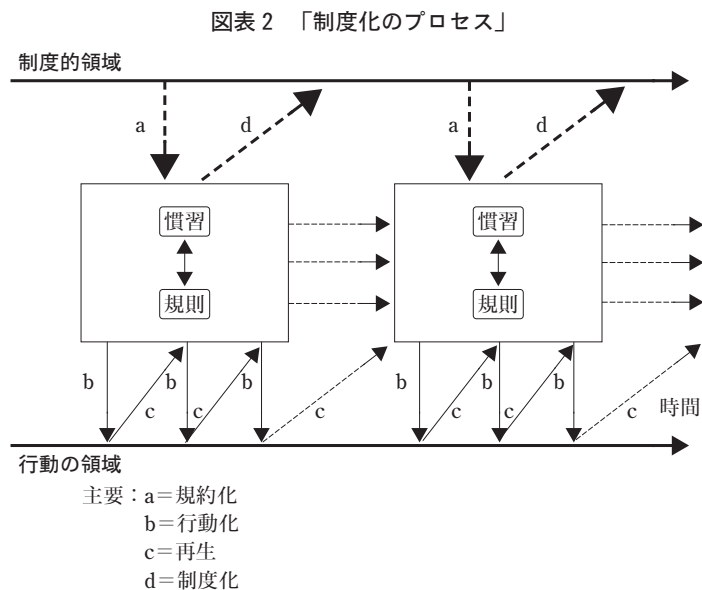 図表2 「制度化のプロセス」
制度的領域
a
d
a
d
慣習
慣習
規則
規則
b
b
b
b
b
b
c
c
c
c
c
c
時間
行動の領域
主要：a＝規約化
b＝行動化
c＝再生
d＝制度化